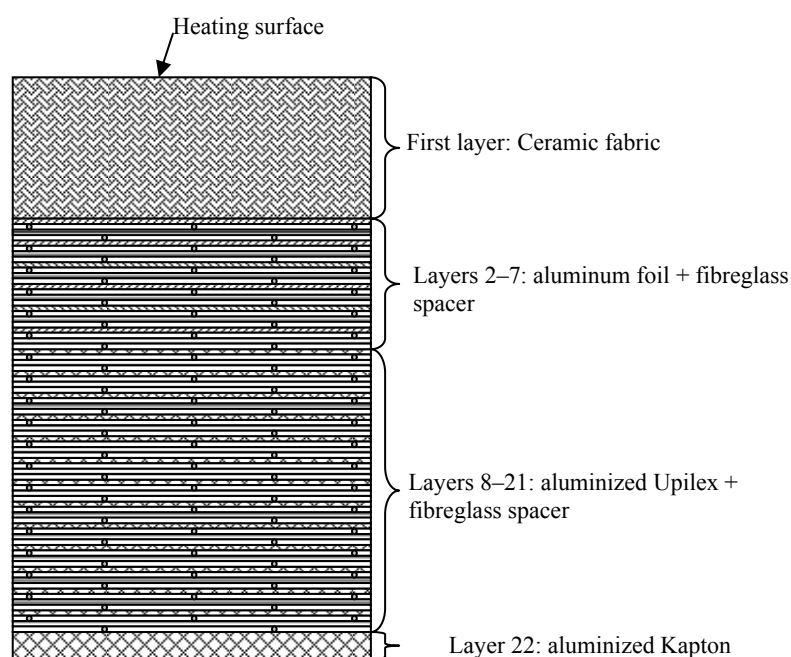 Heating surface
First layer: Ceramic fabric
Layers 2–7: aluminum foil + fibreglass
spacer
Layers 8–21: aluminized Upilex +
fibreglass spacer
Layer 22: aluminized Kapton